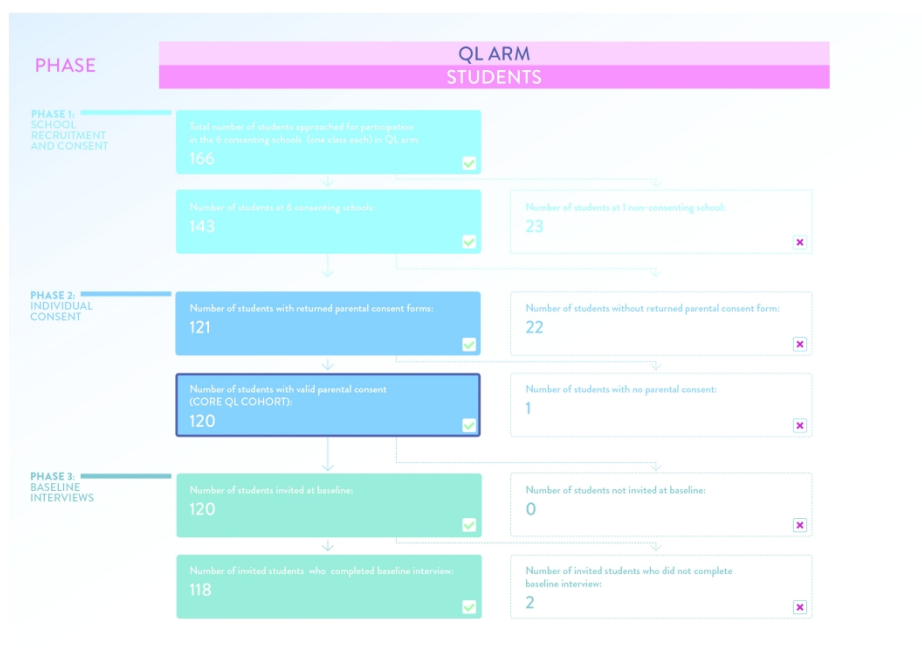 PHASE
QL ARM
STUDENTS
PHASE 1:
SCHOOL
RECRUITMENT
AND CONSENT
Total number of students approached for participation
in the 6 consenting schools (one class each) in QL arm
166
Number of students at 6 consenting schools:
143
Number of students at 1 non-consenting school:
23
PHASE 2:
INDIVIDUAL
CONSENT
Number of students with returned parental consent forms:
121
Number of students without returned parental consent form:
22
Number of students with valid parental consent
(CORE QL COHORT):
120
Number of students with no parental consent:
1
PHASE 3:
BASELINE
INTERVIEWS
Number of students invited at baseline:
120
Number of students not invited at baseline:
0
Number of invited students who completed baseline interview:
118
Number of invited students who did not complete
baseline interview:
2